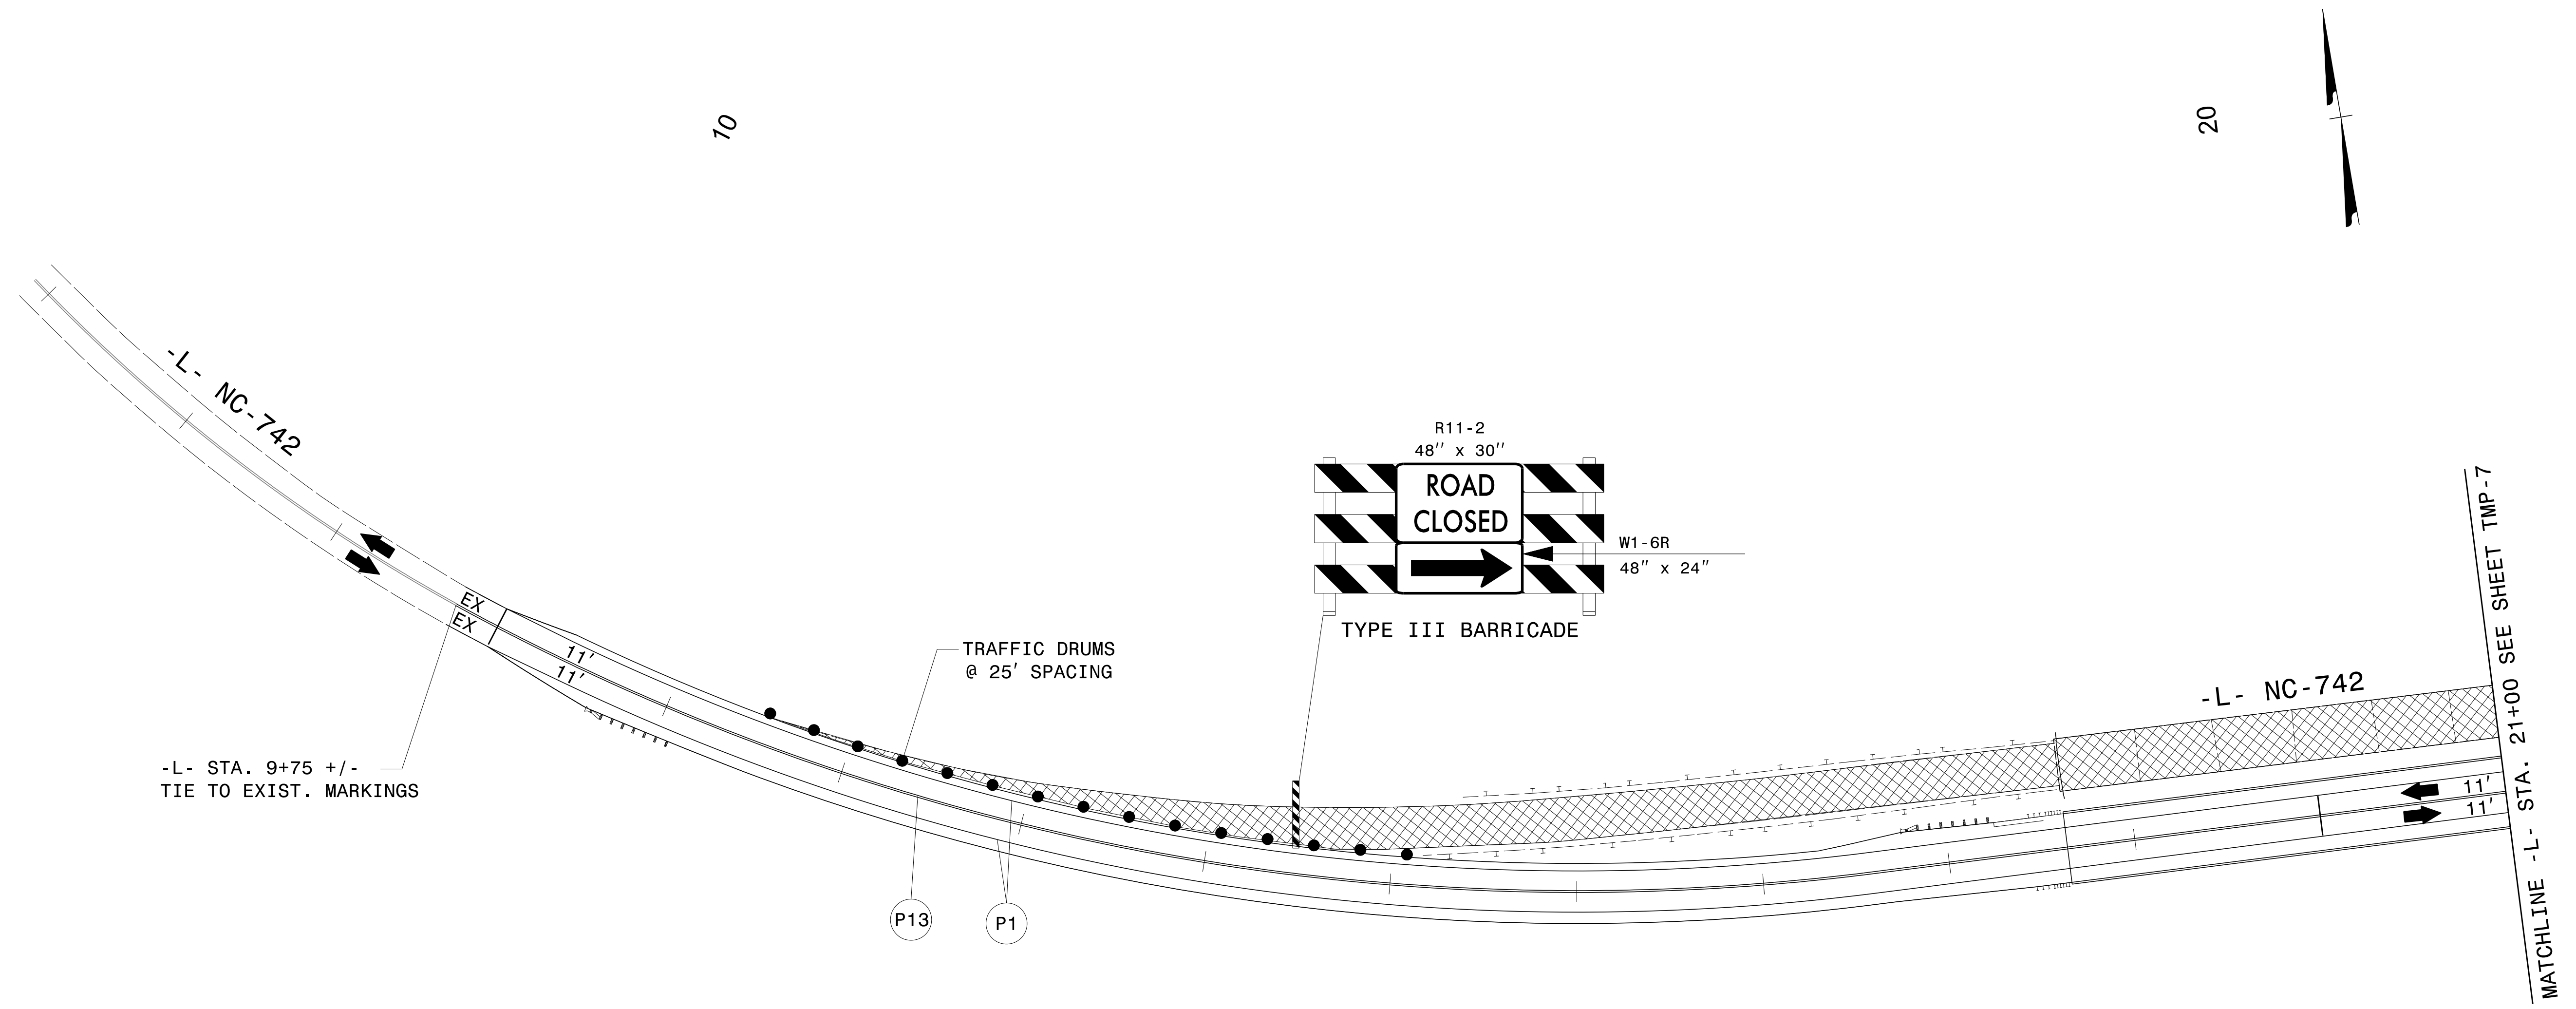 10
20
-L- NC-742
R11-2
48" x 30"
ROAD
CLOSED
W1-6R
48" x 24"
TYPE III BARRICADE
EX
EX
11'
11'
TRAFFIC DRUMS
@ 25' SPACING
-L- STA. 9+75 +/-
TIE TO EXIST. MARKINGS
P13
P1
-L- NC-742
11'
11'
MATCHLINE -L- STA. 21+00 SEE SHEET TMP-7